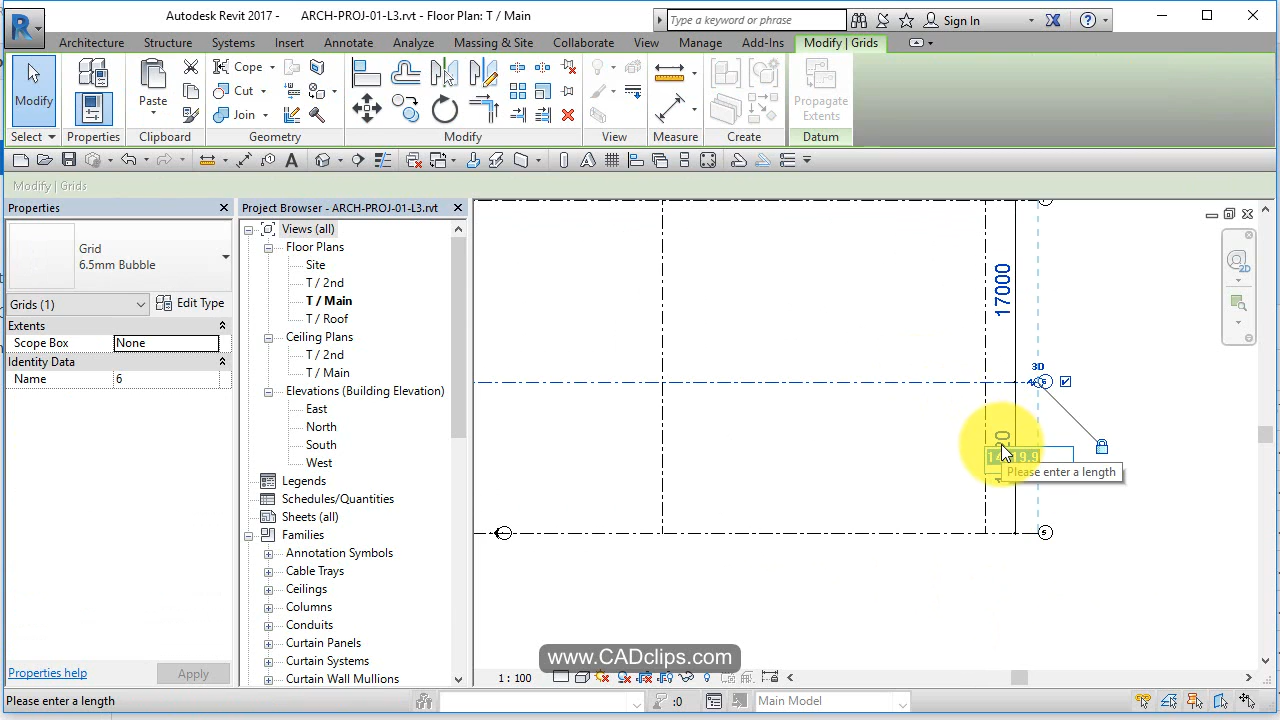 Autodesk Revit 2017 - ARCH-PROJ-01-L3.rvt - Floor Plan: T / Main
Type a keyword or phrase
Sign In
Architecture Structure Systems Insert Annotate Analyze Massing & Site Collaborate View Manage Add-Ins Modify | Grids
Modify
Paste
Cope
Cut
Join
Propagate
Extents
Select Properties Clipboard Geometry Modify View Measure Create Datum
Modify | Grids
Properties
Grid
6.5mm Bubble
Grids (1)
Edit Type
Extents
Scope Box None
Identity Data
Name 6
Properties help
Apply
Project Browser - ARCH-PROJ-01-L3.rvt
Views (all)
Floor Plans
Site
T / 2nd
T / Main
T / Roof
Ceiling Plans
T / 2nd
T / Main
Elevations (Building Elevation)
East
North
South
West
Legends
Schedules/Quantities
Sheets (all)
Families
Annotation Symbols
Cable Trays
Ceilings
Columns
Conduits
Curtain Panels
Curtain Systems
Curtain Wall Mullions
17000
3D
Please enter a length
2D
www.CADclips.com
1 : 100
Please enter a length
:0
Main Model